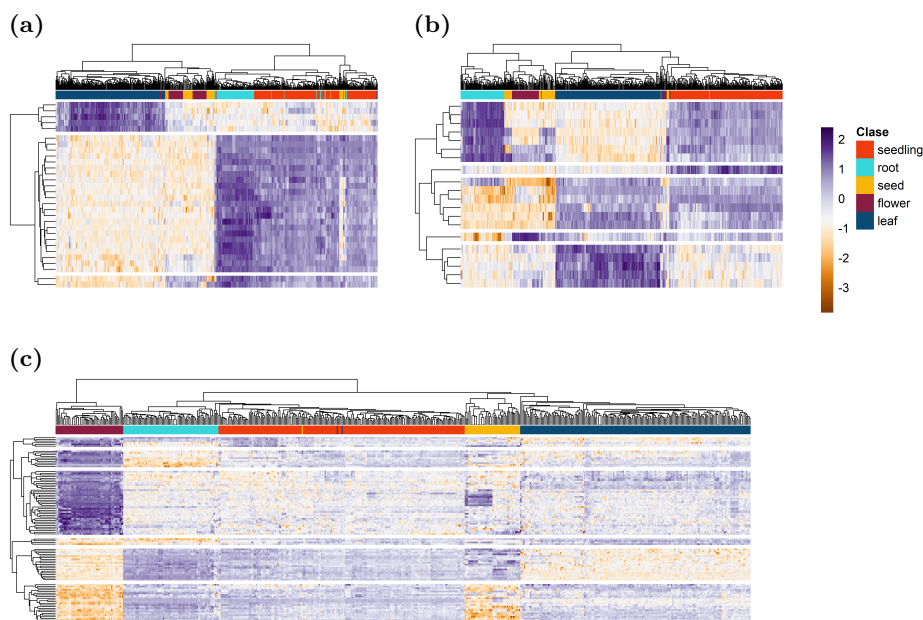 (a)
(b)
Clase
seedling
root
seed
flower
leaf
2
1
0
-1
-2
-3
(c)